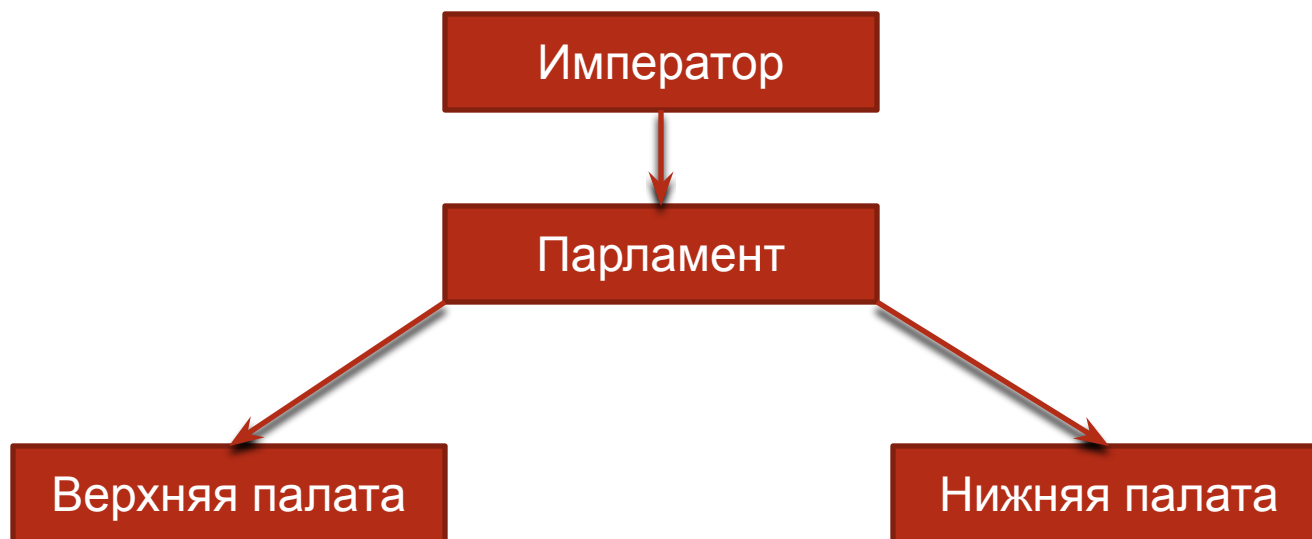 Император
Парламент
Верхняя палата
Нижняя палата